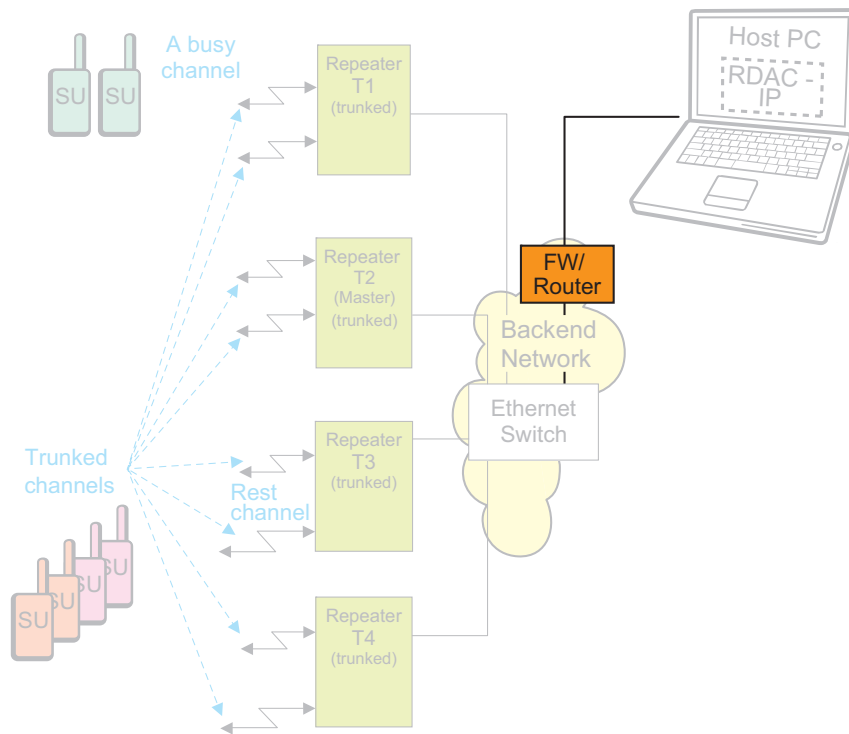 A busy
channel
SU
SU
Repeater
T1
(trunked)
Host PC
RDAC -
IP
Repeater
T2
(Master)
(trunked)
FW/
Router
Backend
Network
Ethernet
Switch
Repeater
T3
(trunked)
Trunked
channels
Rest
channel
SU
SU
SU
SU
Repeater
T4
(trunked)